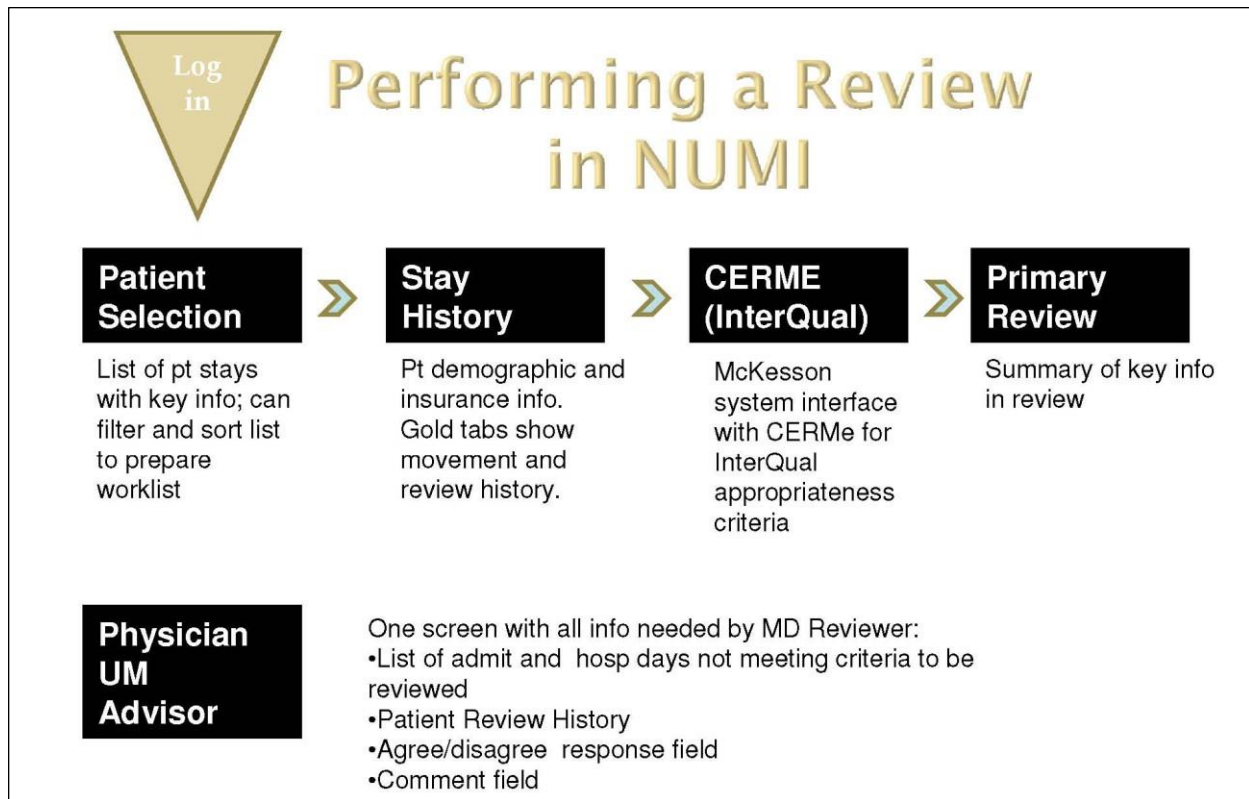 Log
in
Performing a Review
in NUMI
Patient
Selection
List of pt stays
with key info; can
filter and sort list
to prepare
worklist
Stay
History
Pt demographic and
insurance info.
Gold tabs show
movement and
review history.
CERME
(InterQual)
McKesson
system interface
with CERMe for
InterQual
appropriateness
criteria
Primary
Review
Summary of key info
in review
Physician
UM
Advisor
One screen with all info needed by MD Reviewer:
•List of admit and  hosp days not meeting criteria to be
reviewed
•Patient Review History
•Agree/disagree  response field
•Comment field